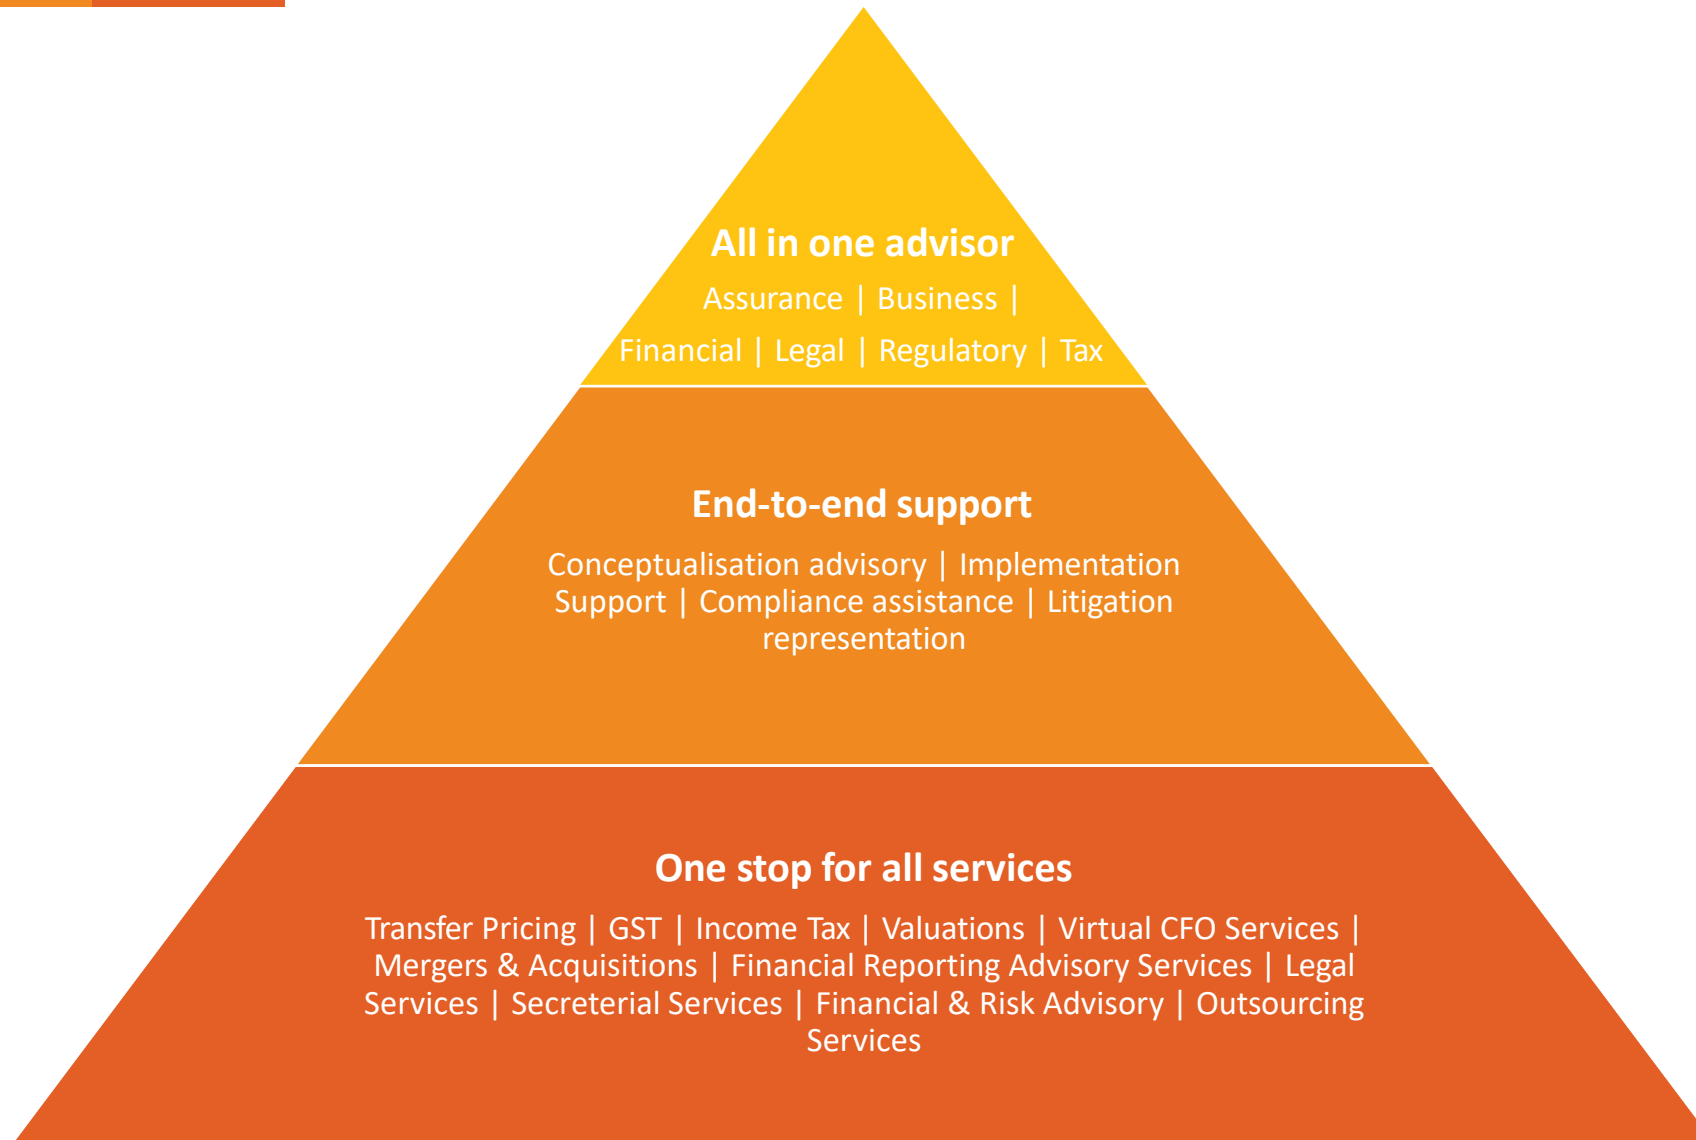 All in one advisor
Assurance | Business |
Financial | Legal | Regulatory | Tax
End-to-end support
Conceptualisation advisory | Implementation
Support | Compliance assistance | Litigation
representation
One stop for all services
Transfer Pricing | GST | Income Tax | Valuations | Virtual CFO Services |
Mergers & Acquisitions | Financial Reporting Advisory Services | Legal
Services | Secreterial Services | Financial & Risk Advisory | Outsourcing
Services